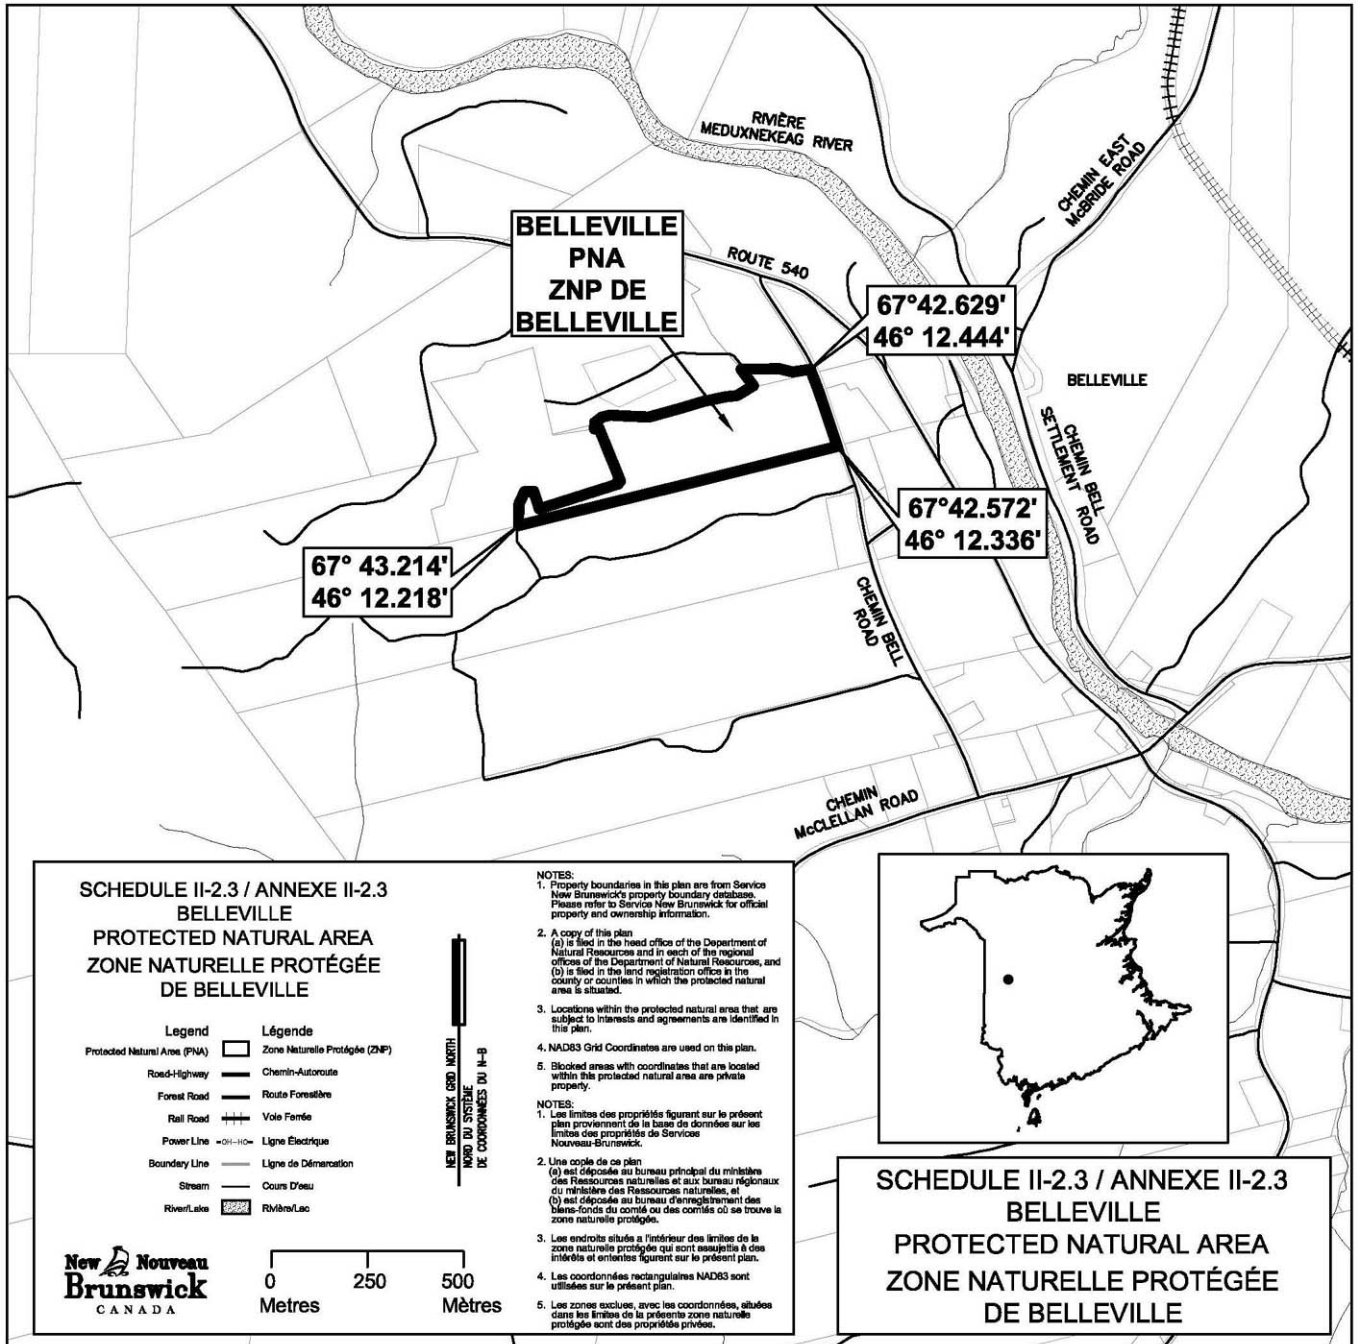 RIVIÈRE
MEDUXNEKEAG RIVER
CHEMIN EAST
McBRIDE ROAD
BELLEVILLE
PNA
ZNP DE
BELLEVILLE
ROUTE 540
67°42.629'
46° 12.444'
BELLEVILLE
CHEMIN BELL
SETTLEMENT ROAD
67°42.572'
46° 12.336'
67° 43.214'
46° 12.218'
CHEMIN BELL
ROAD
CHEMIN
McCLELLAN ROAD
SCHEDULE II-2.3 / ANNEXE II-2.3
BELLEVILLE
PROTECTED NATURAL AREA
ZONE NATURELLE PROTÉGÉE
DE BELLEVILLE
Legend Légende
Protected Natural Area (PNA) Zone Naturelle Protégée (ZNP)
Road-Highway Chemin-Autoroute
Forest Road Route Forestière
Rail Road Voie Ferrée
Power Line -OH-HO- Ligne Électrique
Boundary Line Ligne de Démarcation
Stream Cours D'eau
River/Lake Rivière/Lac
NEW BRUNSWICK GRID NORTH
NORD DU SYSTÈME
DE COORDONNÉES DU N-B
New Nouveau
Brunswick
CANADA
0 250 500
Metres Mètres
NOTES:
1. Property boundaries in this plan are from Service
New Brunswick's property boundary database.
Please refer to Service New Brunswick for official
property and ownership information.
2. A copy of this plan
(a) is filed in the head office of the Department of
Natural Resources and in each of the regional
offices of the Department of Natural Resources, and
(b) is filed in the land registration office in the
county or counties in which the protected natural
area is situated.
3. Locations within the protected natural area that are
subject to interests and agreements are identified in
this plan.
4. NAD83 Grid Coordinates are used on this plan.
5. Blocked areas with coordinates that are located
within this protected natural area are private
property.
NOTES:
1. Les limites des propriétés figurant sur le présent
plan proviennent de la base de données sur les
limites des propriétés de Services
Nouveau-Brunswick.
2. Une copie de ce plan
(a) est déposée au bureau principal du ministère
des Ressources naturelles et aux bureau régionaux
du ministère des Ressources naturelles, et
(b) est déposée au bureau d'enregistrement des
biens-fonds du comté ou des comtés où se trouve la
zone naturelle protégée.
3. Les endroits situés a l'intérieur des limites de la
zone naturelle protégée qui sont assujettis à des
intérêts et ententes figurent sur le présent plan.
4. Les coordonnées rectangulaires NAD83 sont
utilisées sur le présent plan.
5. Les zones exclues, avec les coordonnées, situées
dans les limites de la présente zone naturelle
protégée sont des propriétés privées.
SCHEDULE II-2.3 / ANNEXE II-2.3
BELLEVILLE
PROTECTED NATURAL AREA
ZONE NATURELLE PROTÉGÉE
DE BELLEVILLE